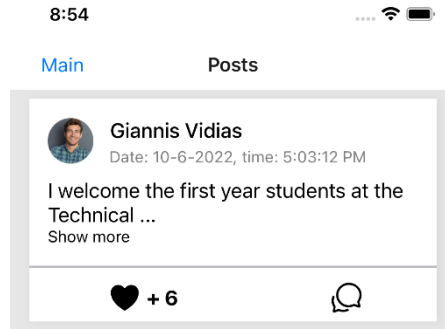 8:54
Main
Posts
Giannis Vidias
Date: 10-6-2022, time: 5:03:12 PM
I welcome the first year students at the
Technical ...
Show more
+ 6